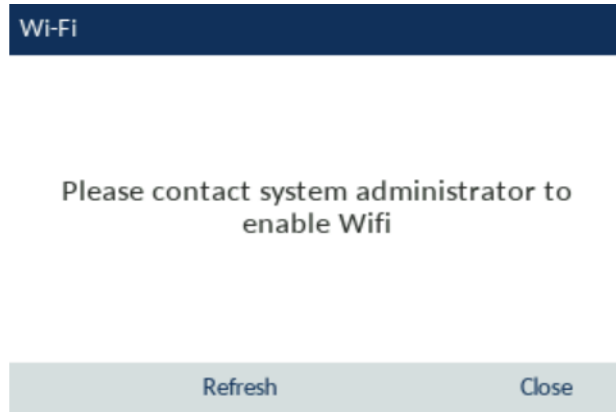 Wi-Fi
Please contact system administrator to
enable Wifi
Refresh Close